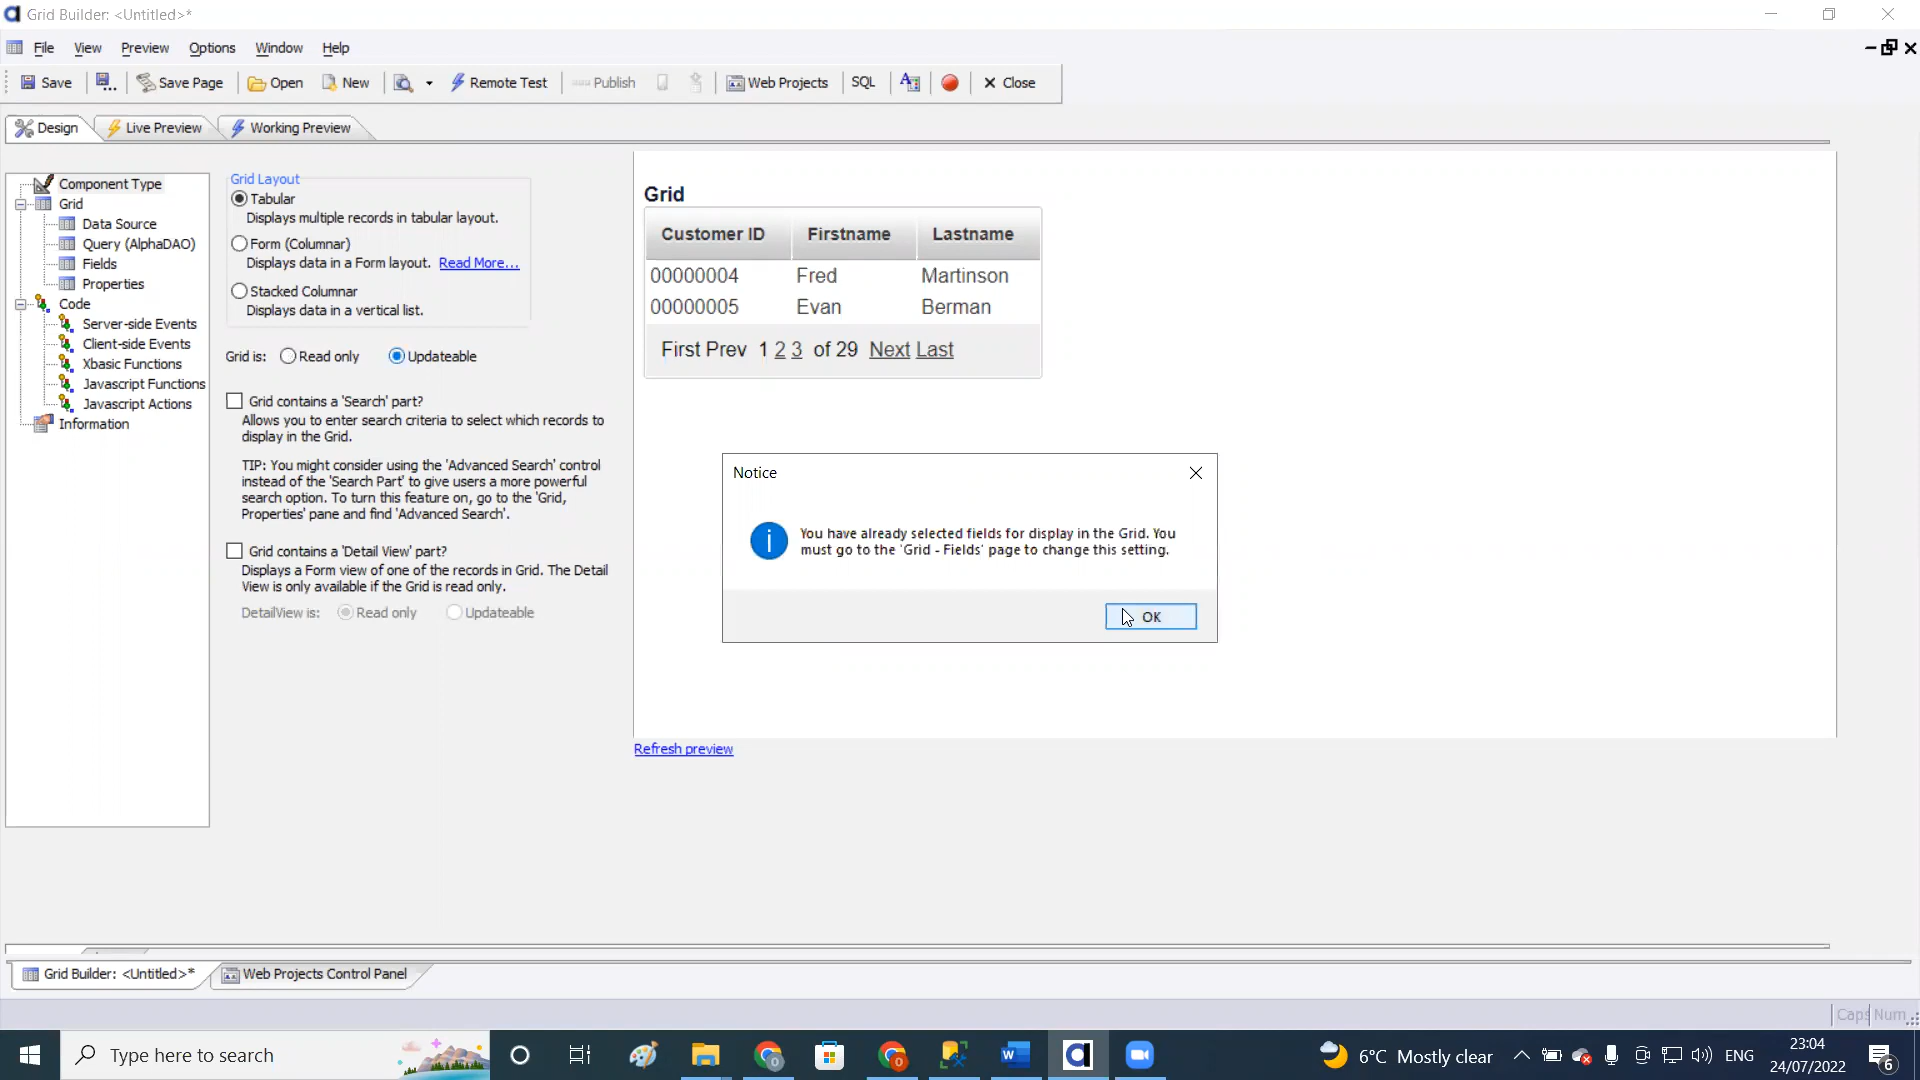 Grid Builder: <Untitled>*
File View Preview Options Window Help
Save Save Page Open New Remote Test Publish Web Projects SQL Close
Design Live Preview Working Preview
Component Type
Grid
Data Source
Query (AlphaDAO)
Fields
Properties
Code
Server-side Events
Client-side Events
Xbasic Functions
Javascript Functions
Javascript Actions
Information
Grid Layout
Tabular
Displays multiple records in tabular layout.
Form (Columnar)
Displays data in a Form layout. Read More...
Stacked Columnar
Displays data in a vertical list.
Grid is: Read only Updateable
Grid contains a 'Search' part?
Allows you to enter search criteria to select which records to
display in the Grid.
TIP: You might consider using the 'Advanced Search' control
instead of the 'Search Part' to give users a more powerful
search option. To turn this feature on, go to the 'Grid,
Properties' pane and find 'Advanced Search'.
Grid contains a 'Detail View' part?
Displays a Form view of one of the records in Grid. The Detail
View is only available if the Grid is read only.
DetailView is: Read only Updateable
Grid
Customer ID Firstname Lastname
00000004 Fred Martinson
00000005 Evan Berman
First Prev 1 2 3 of 29 Next Last
Notice
You have already selected fields for display in the Grid. You
must go to the 'Grid - Fields' page to change this setting.
OK
Refresh preview
Grid Builder: <Untitled>* Web Projects Control Panel
Caps Num
Type here to search
6°C Mostly clear
ENG
23:04
24/07/2022
6